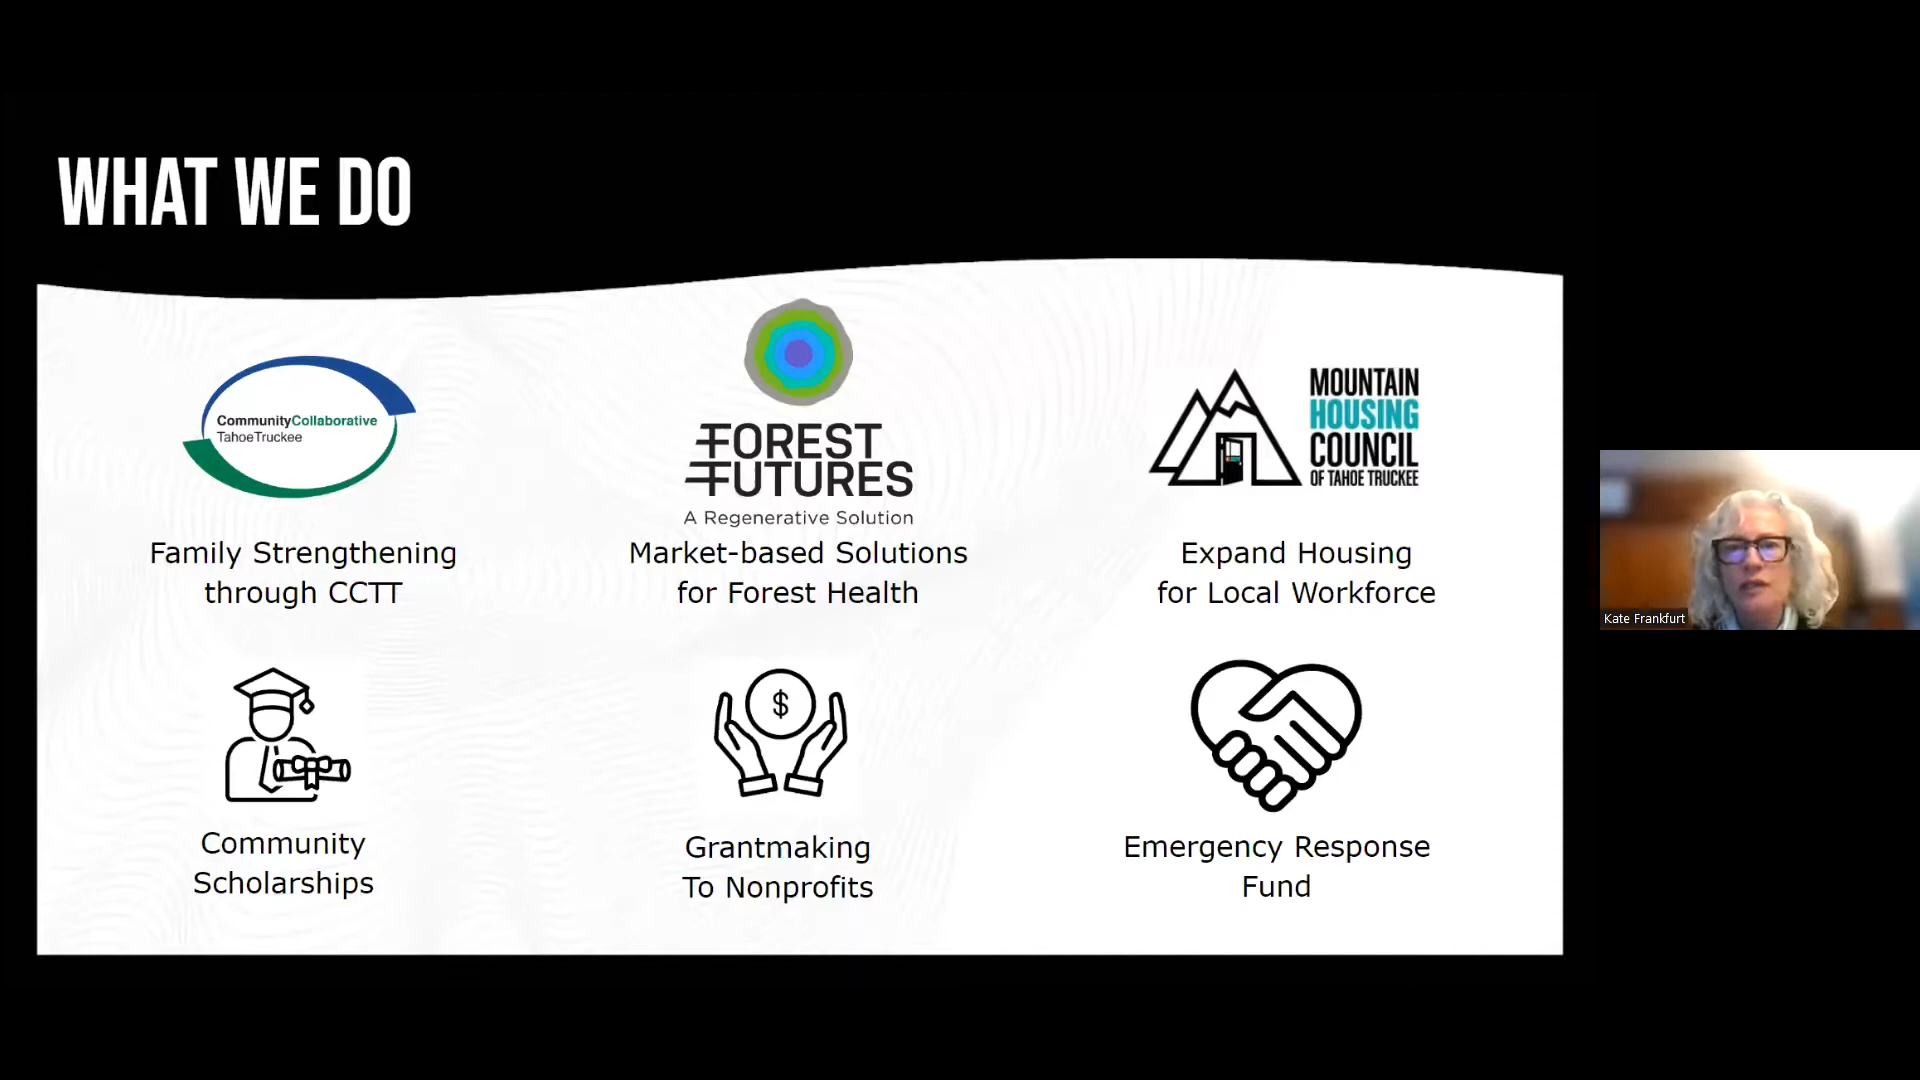 WHAT WE DO
CommunityCollaborative
TahoeTruckee
Family Strengthening
through CCTT
FOREST
FUTURES
A Regenerative Solution
Market-based Solutions
for Forest Health
MOUNTAIN
HOUSING
COUNCIL
OF TAHOE TRUCKEE
Expand Housing
for Local Workforce
Community
Scholarships
$
Grantmaking
To Nonprofits
Emergency Response
Fund
Kate Frankfurt